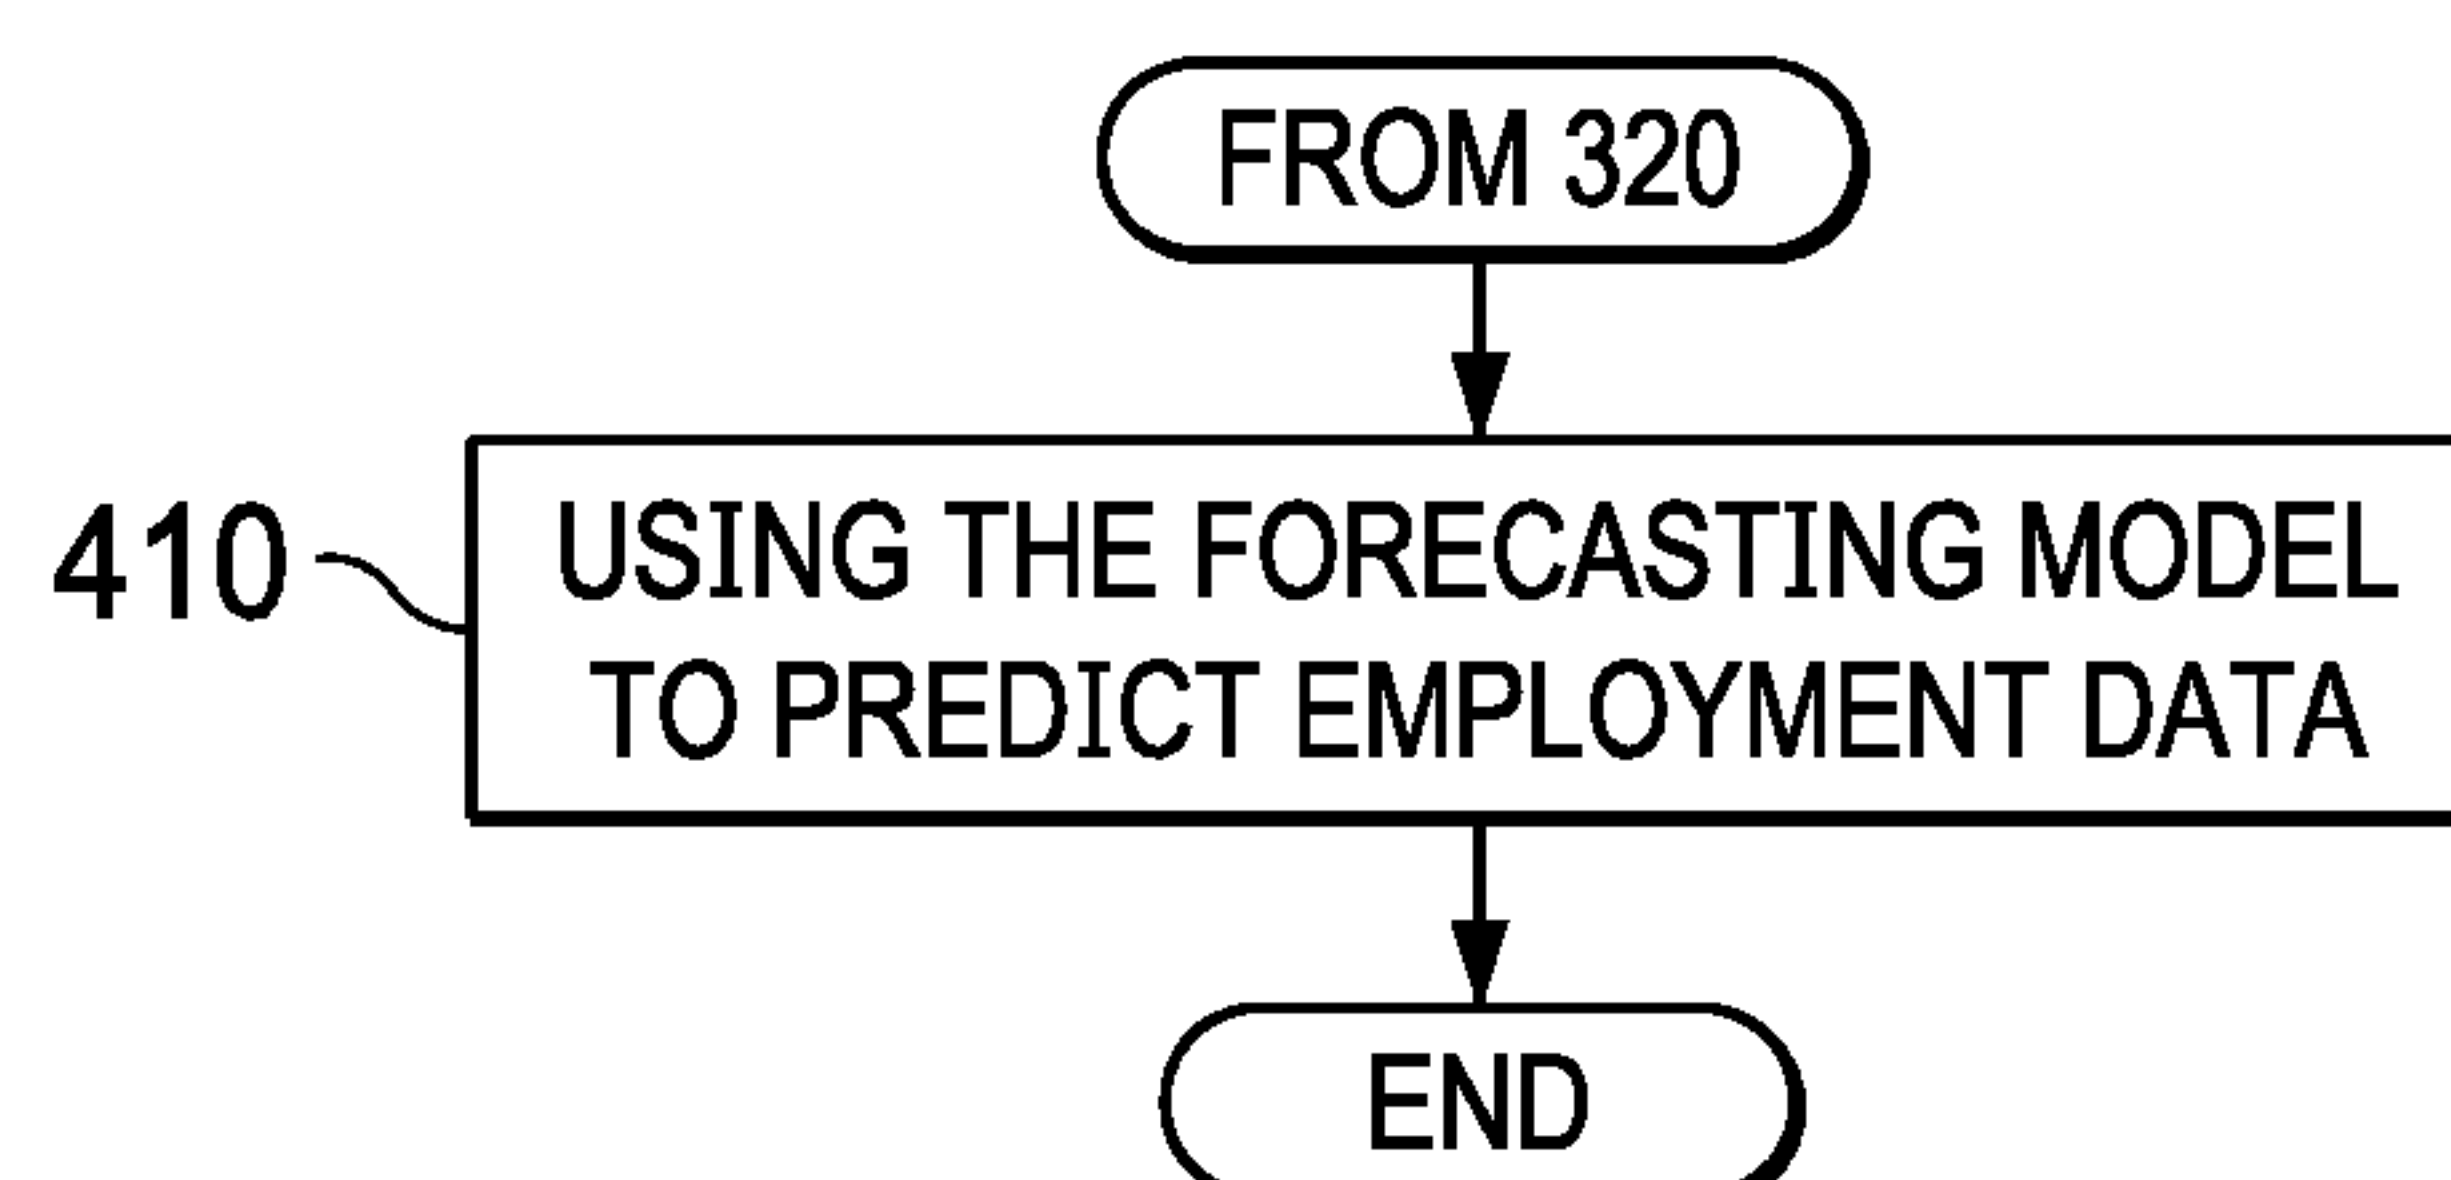 FROM 320
410
USING THE FORECASTING MODEL
TO PREDICT EMPLOYMENT DATA
END